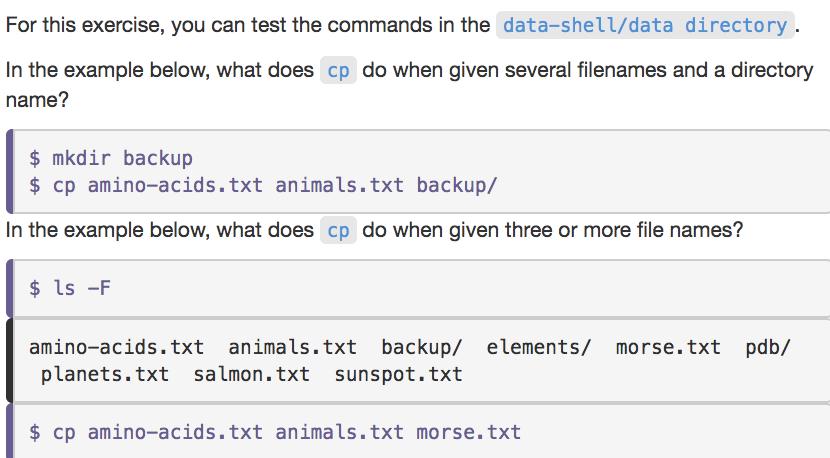 For this exercise, you can test the commands in the data-shell/data directory.
In the example below, what does cp do when given several filenames and a directory
name?
$ mkdir backup
$ cp amino-acids.txt animals.txt backup/
In the example below, what does cp do when given three or more file names?
$ ls -F
amino-acids.txt  animals.txt  backup/  elements/  morse.txt  pdb/
planets.txt  salmon.txt  sunspot.txt
$ cp amino-acids.txt animals.txt morse.txt